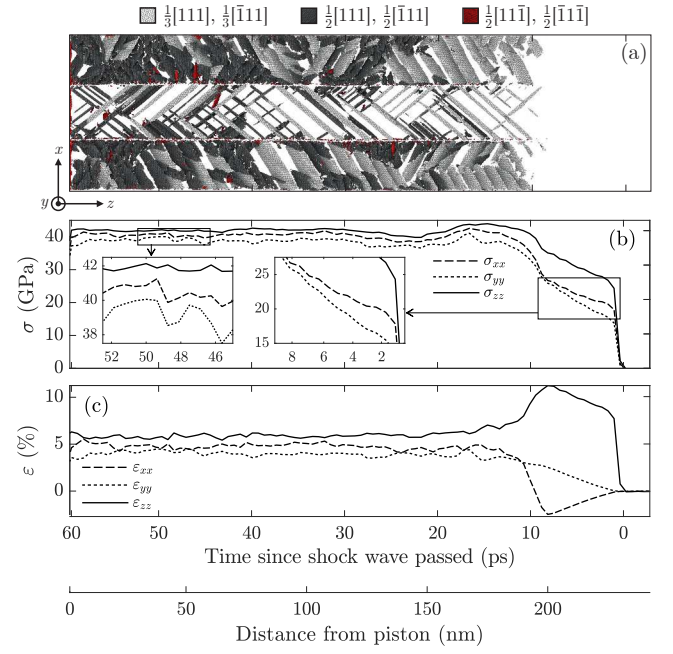 1/3[111], 1/3[1̄11] 1/2[111], 1/2[1̄11] 1/2[111̄], 1/2[1̄11̄]
(a)
x
y z
(b)
40
30
20
10
0
σ (GPa)
42
40
38
52 50 48 46
25
20
15
8 6 4 2
σxx
σyy
σzz
(c)
10
5
0
ε (%)
εxx
εyy
εzz
60 50 40 30 20 10 0
Time since shock wave passed (ps)
0 50 100 150 200
Distance from piston (nm)